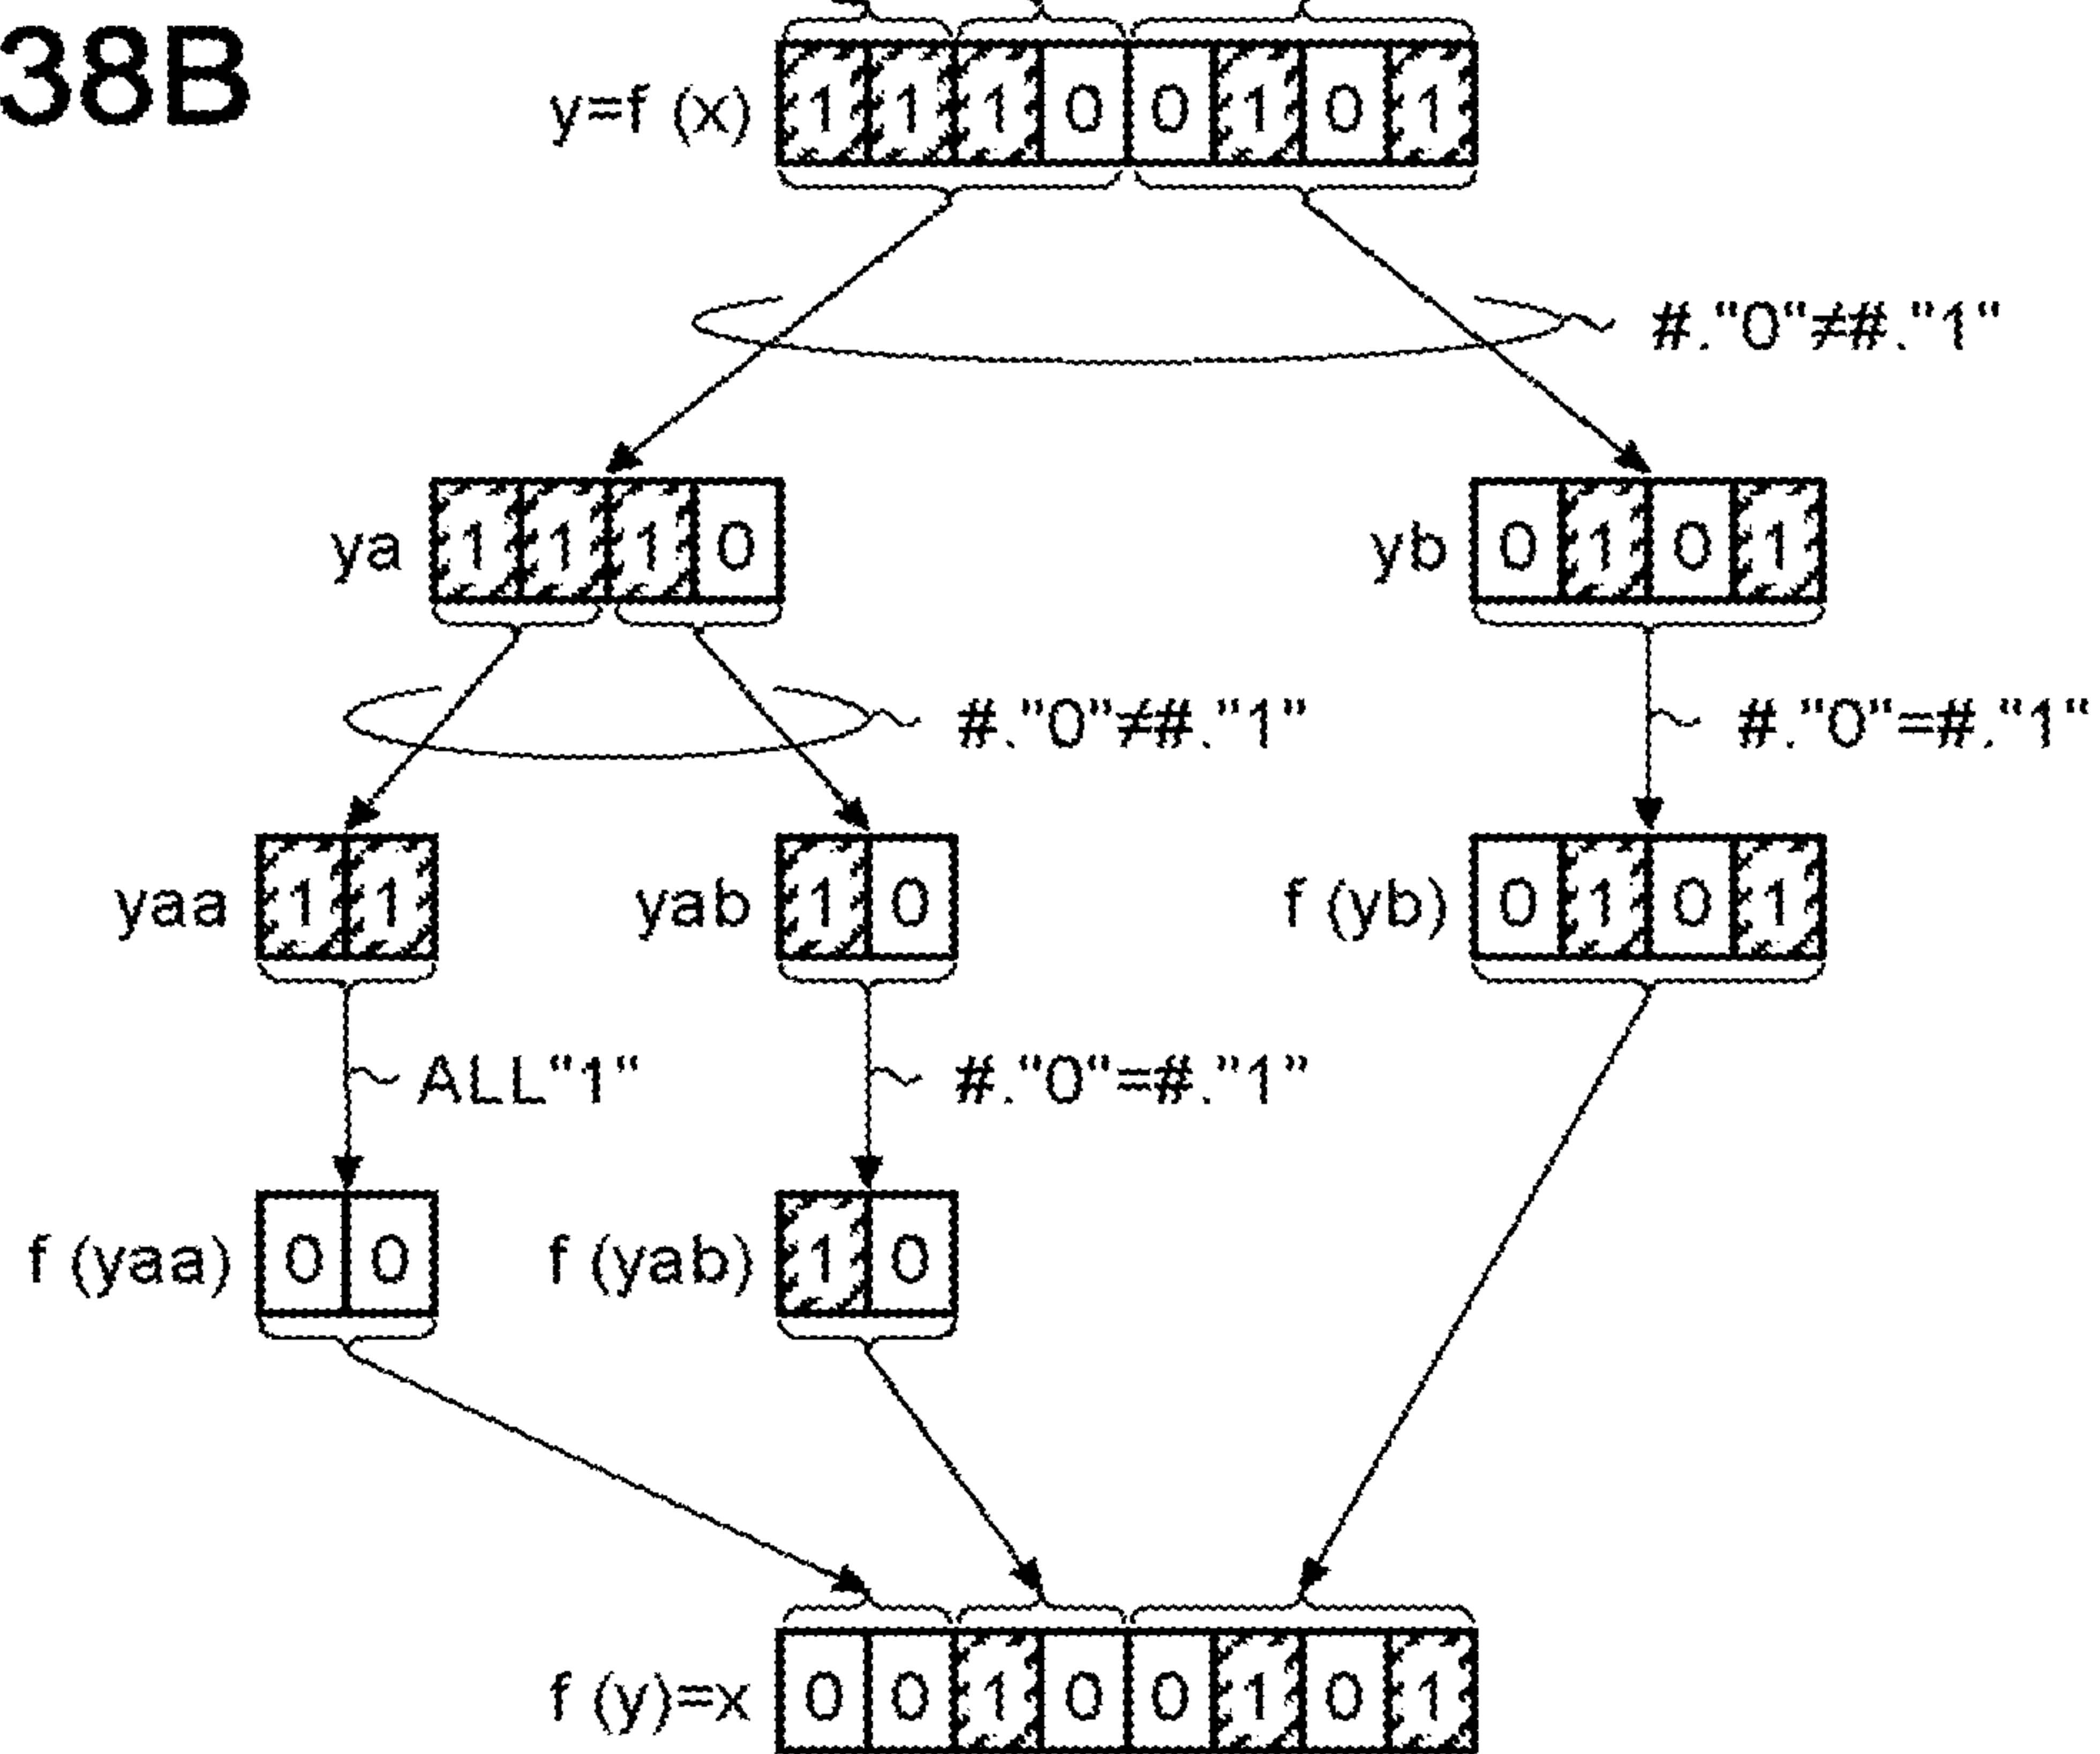 38B
y=f (x) 1 1 1 0 0 1 0 1
#."0"≠#."1"
ya 1 1 1 0
yb 0 1 0 1
#."0"≠#."1"
#."0"=#."1"
yaa 1 1
yab 1 0
f (yb) 0 1 0 1
ALL"1"
#."0"=#."1"
f (yaa) 0 0
f (yab) 1 0
f (y)=x 0 0 1 0 0 1 0 1